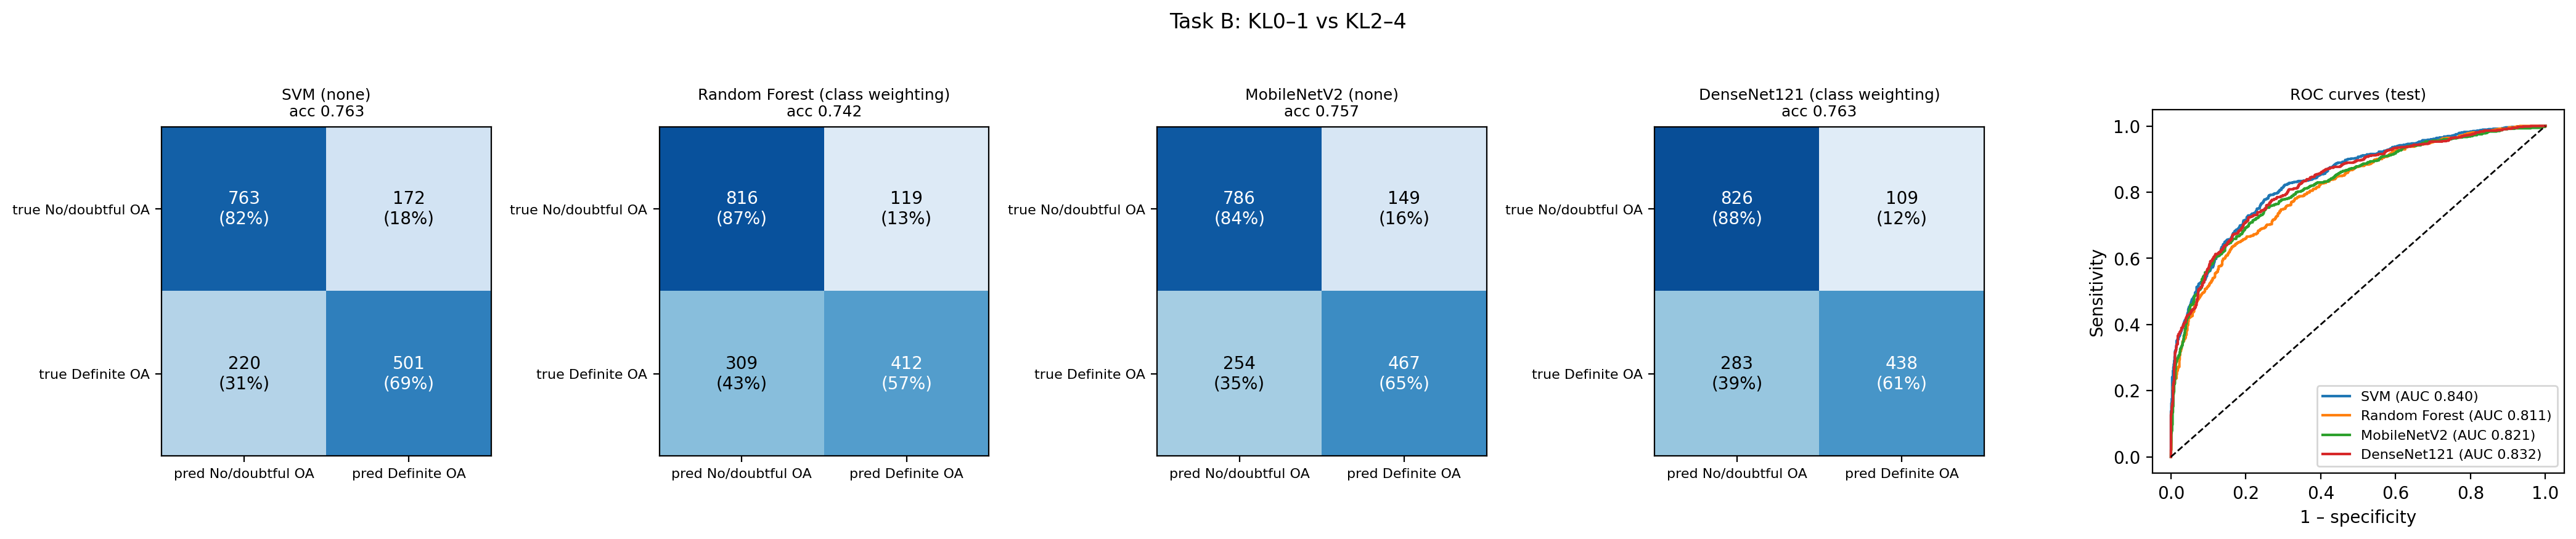 Task B: KL0–1 vs KL2–4
SVM (none)
acc 0.763
true No/doubtful OA
true Definite OA
763
(82%)
172
(18%)
220
(31%)
501
(69%)
pred No/doubtful OA
pred Definite OA
Random Forest (class weighting)
acc 0.742
true No/doubtful OA
true Definite OA
816
(87%)
119
(13%)
309
(43%)
412
(57%)
pred No/doubtful OA
pred Definite OA
MobileNetV2 (none)
acc 0.757
true No/doubtful OA
true Definite OA
786
(84%)
149
(16%)
254
(35%)
467
(65%)
pred No/doubtful OA
pred Definite OA
DenseNet121 (class weighting)
acc 0.763
true No/doubtful OA
true Definite OA
826
(88%)
109
(12%)
283
(39%)
438
(61%)
pred No/doubtful OA
pred Definite OA
ROC curves (test)
Sensitivity
1.0
0.8
0.6
0.4
0.2
0.0
SVM (AUC 0.840)
Random Forest (AUC 0.811)
MobileNetV2 (AUC 0.821)
DenseNet121 (AUC 0.832)
0.0
0.2
0.4
0.6
0.8
1.0
1 – specificity